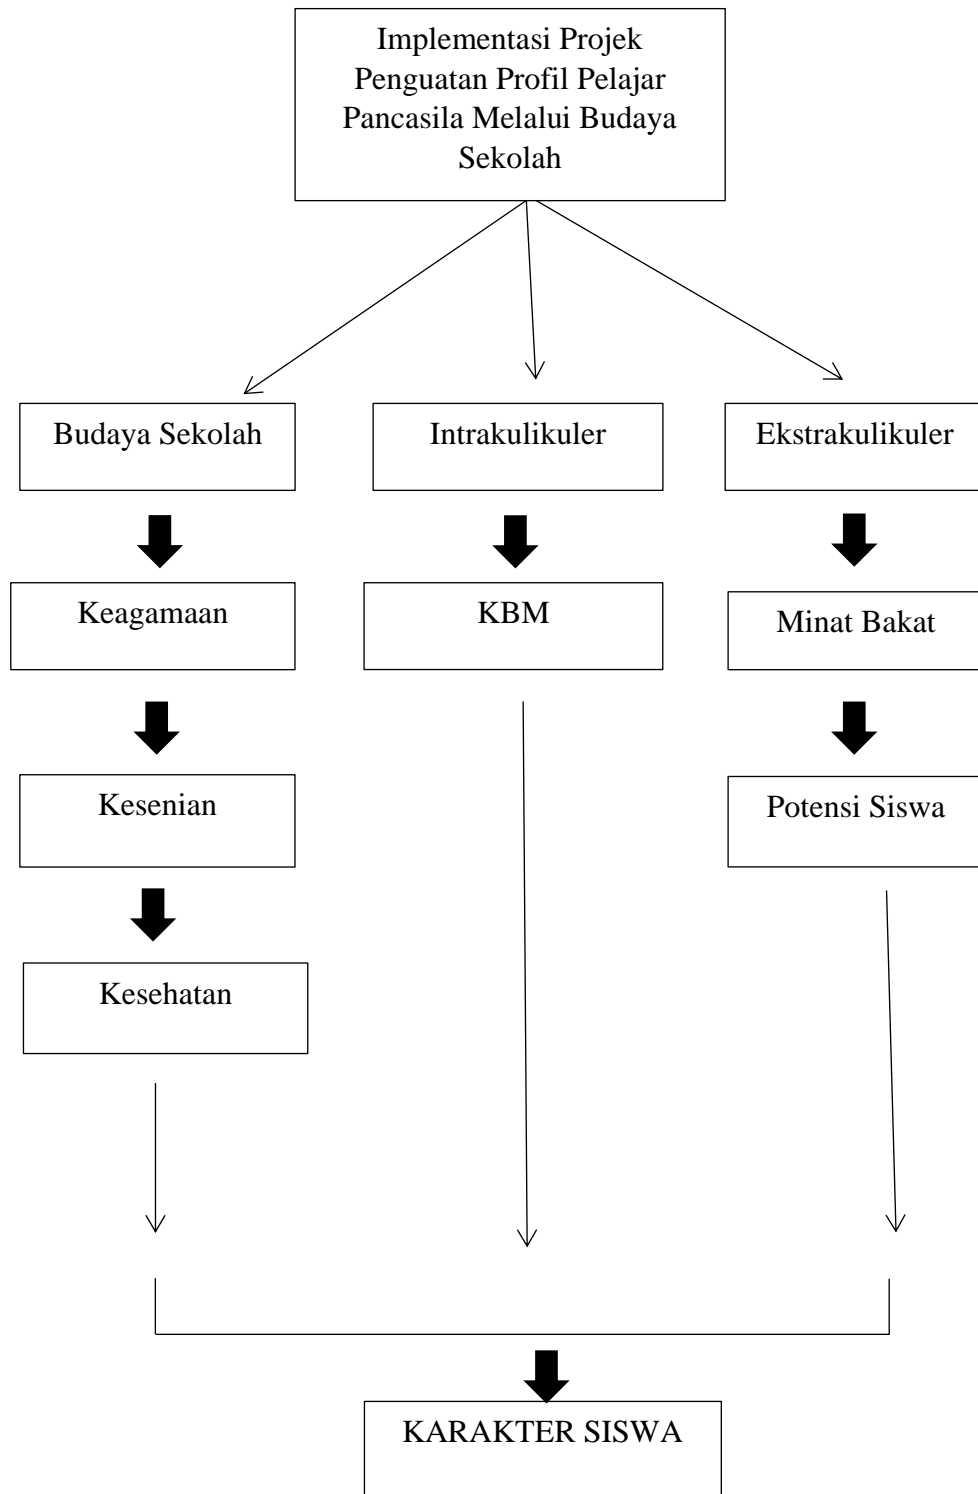 Implementasi Projek
Penguatan Profil Pelajar
Pancasila Melalui Budaya
Sekolah
Budaya Sekolah
Intrakulikuler
Ekstrakulikuler
Keagamaan
KBM
Minat Bakat
Kesenian
Potensi Siswa
Kesehatan
KARAKTER SISWA